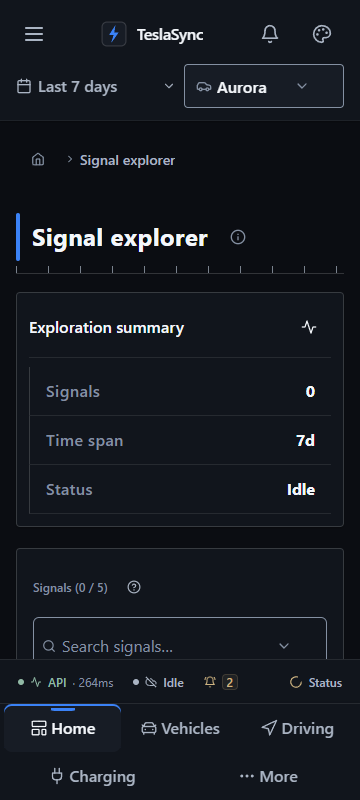 TeslaSync
Last 7 days
Aurora
Signal explorer
Signal explorer
Exploration summary
Signals 0
Time span 7d
Status Idle
Signals (0 / 5)
Search signals...
API · 264ms Idle 2 Status
Home Vehicles Driving
Charging More